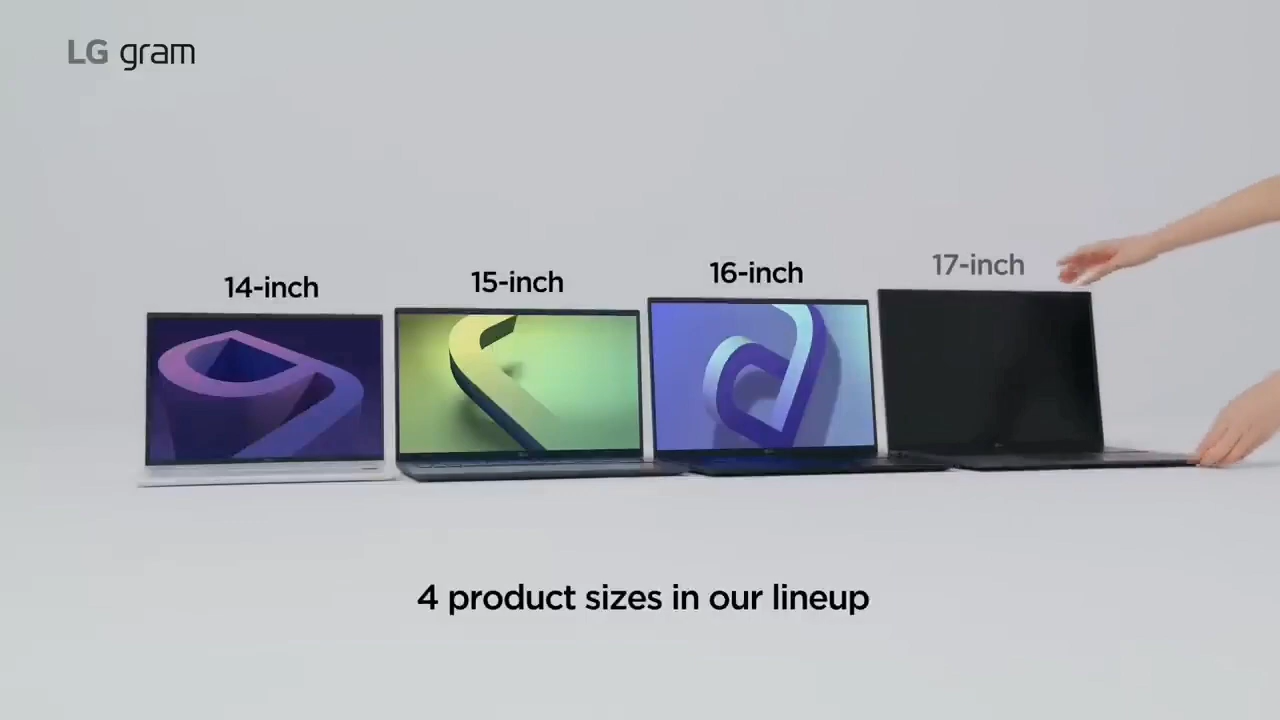 LG gram
14-inch
15-inch
16-inch
17-inch
4 product sizes in our lineup